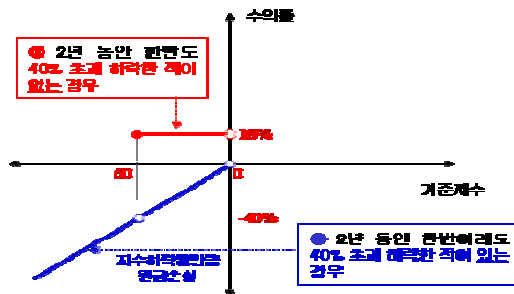 수익률
① 2년 동안 한번도
40% 초과 하락한 적이
없는 경우
0
-40%
기준지수
지수하락률만큼
원금손실
② 2년 동안 한번이라도
40% 초과 하락한 적이 있는
경우